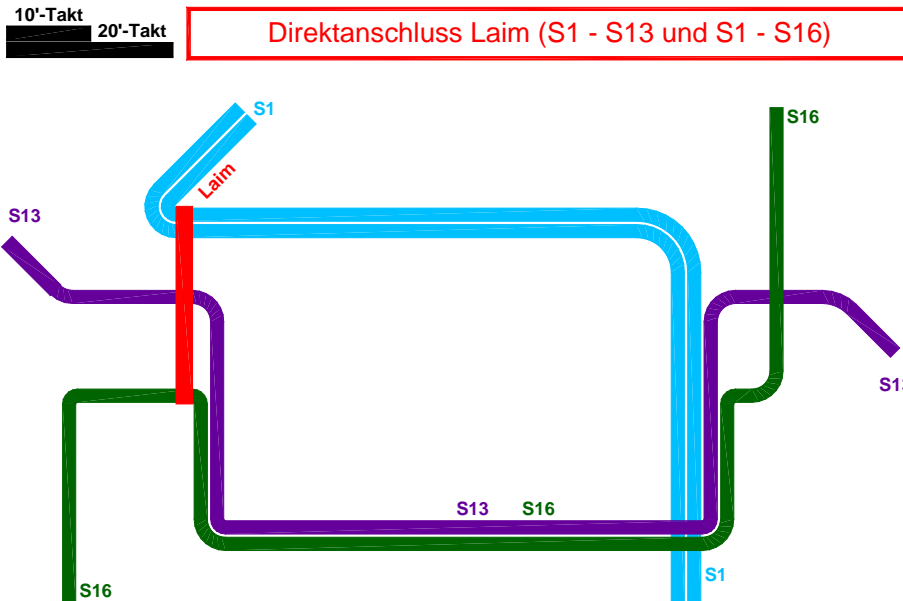 10'-Takt
20'-Takt
Direktanschluss Laim (S1 - S13 und S1 - S16)
S1
S16
Laim
S13
S13
S13 S16
S1
S16